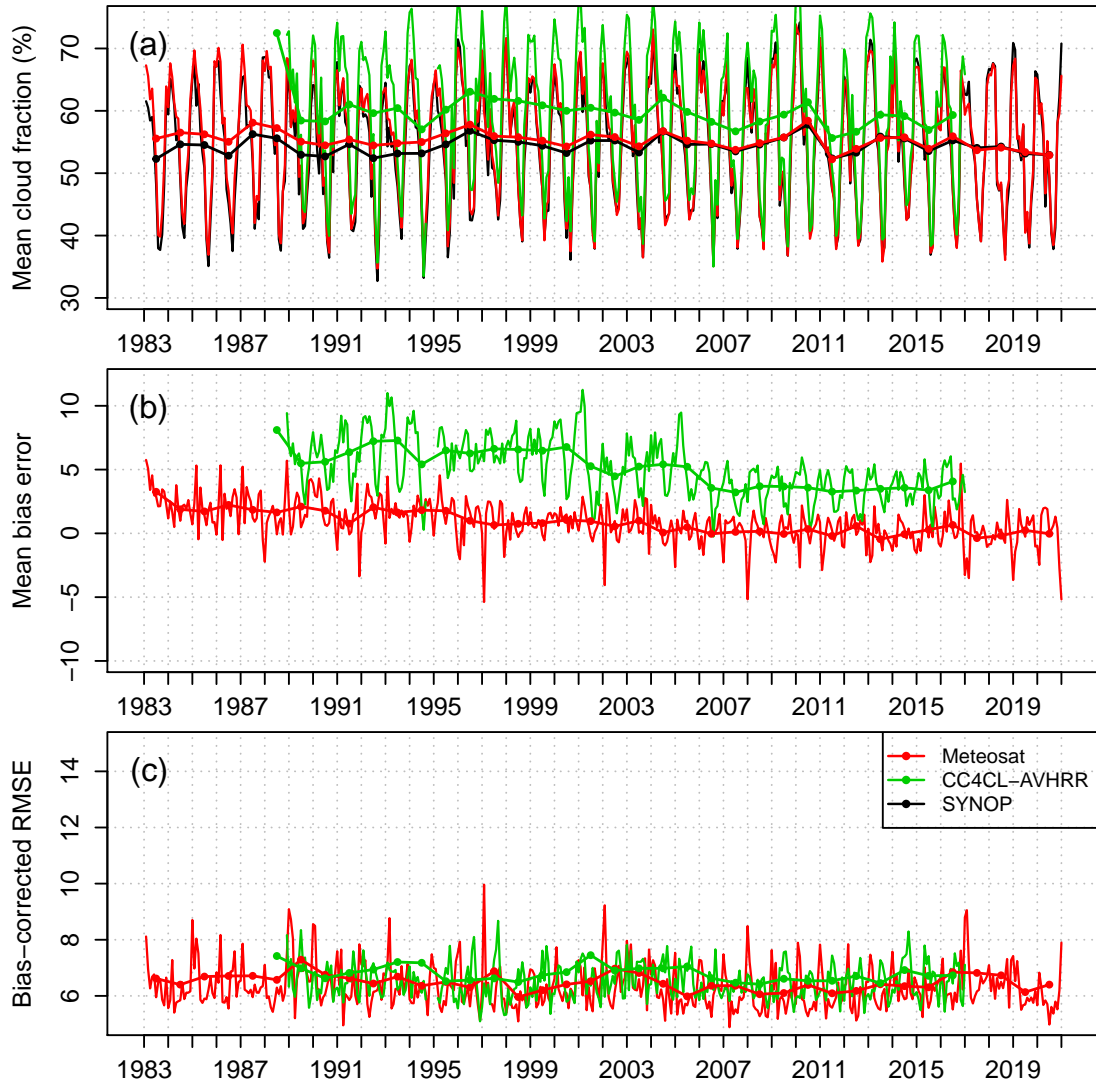 (a)
Mean cloud fraction (%)
70
60
50
40
30
1983 1987 1991 1995 1999 2003 2007 2011 2015 2019
(b)
Mean bias error
10
5
0
−5
−10
1983 1987 1991 1995 1999 2003 2007 2011 2015 2019
(c)
Bias−corrected RMSE
14
12
10
8
6
Meteosat
CC4CL−AVHRR
SYNOP
1983 1987 1991 1995 1999 2003 2007 2011 2015 2019